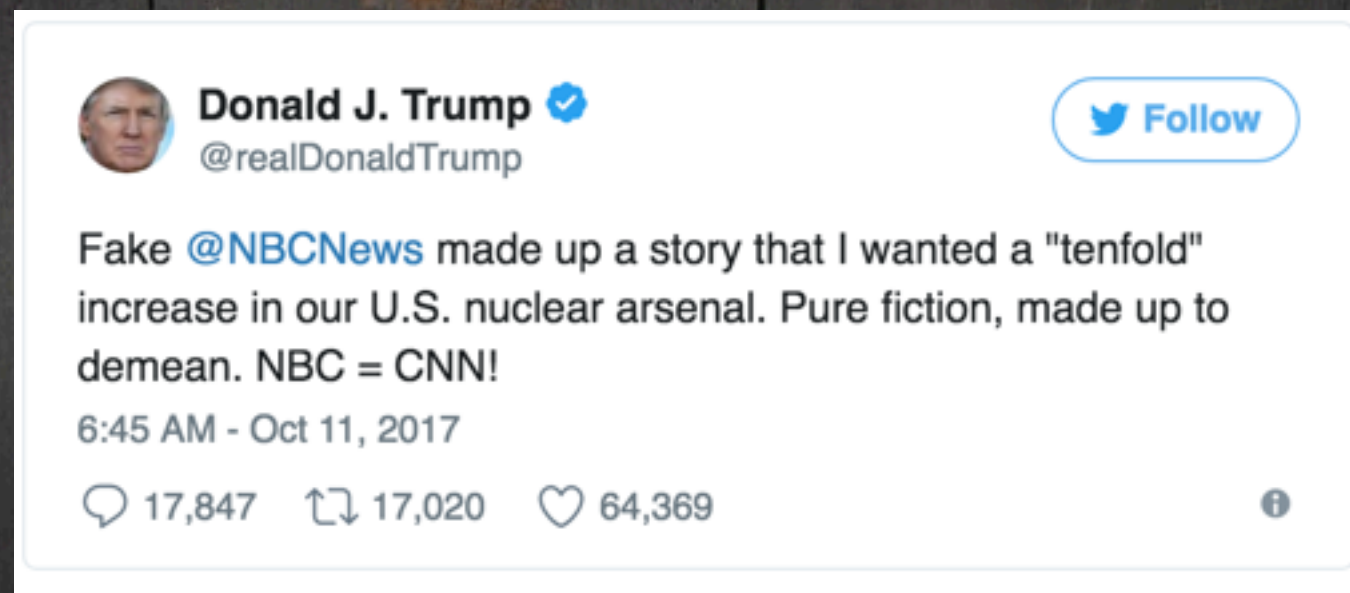 Donald J. Trump
@realDonaldTrump
Follow
Fake @NBCNews made up a story that I wanted a "tenfold"
increase in our U.S. nuclear arsenal. Pure fiction, made up to
demean. NBC = CNN!
6:45 AM - Oct 11, 2017
17,847 17,020 64,369